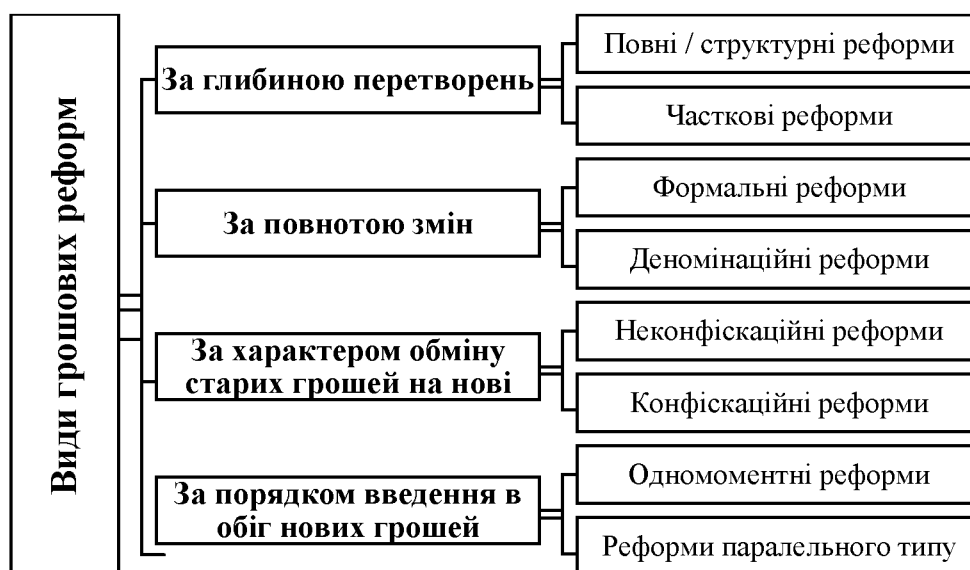 Види грошових реформ
За глибиною перетворень
Повні / структурні реформи
Часткові реформи
За повнотою змін
Формальні реформи
Деномінаційні реформи
За характером обміну
старих грошей на нові
Неконфіскаційні реформи
Конфіскаційні реформи
За порядком введення в
обіг нових грошей
Одномоментні реформи
Реформи паралельного типу